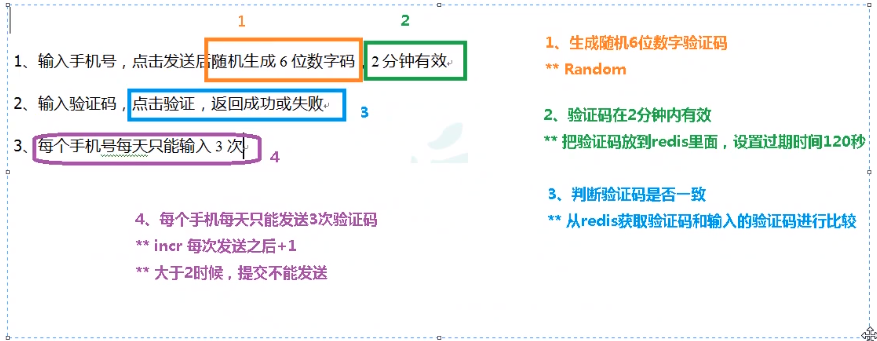 1
2
1、输入手机号，点击发送后随机生成6位数字码，2分钟有效
2、输入验证码，点击验证，返回成功或失败
3
3、每个手机号每天只能输入3次
4
4、每个手机每天只能发送3次验证码
** incr 每次发送之后+1
** 大于2时候，提交不能发送
1、生成随机6位数字验证码
** Random
2、验证码在2分钟内有效
** 把验证码放到redis里面，设置过期时间120秒
3、判断验证码是否一致
** 从redis获取验证码和输入的验证码进行比较